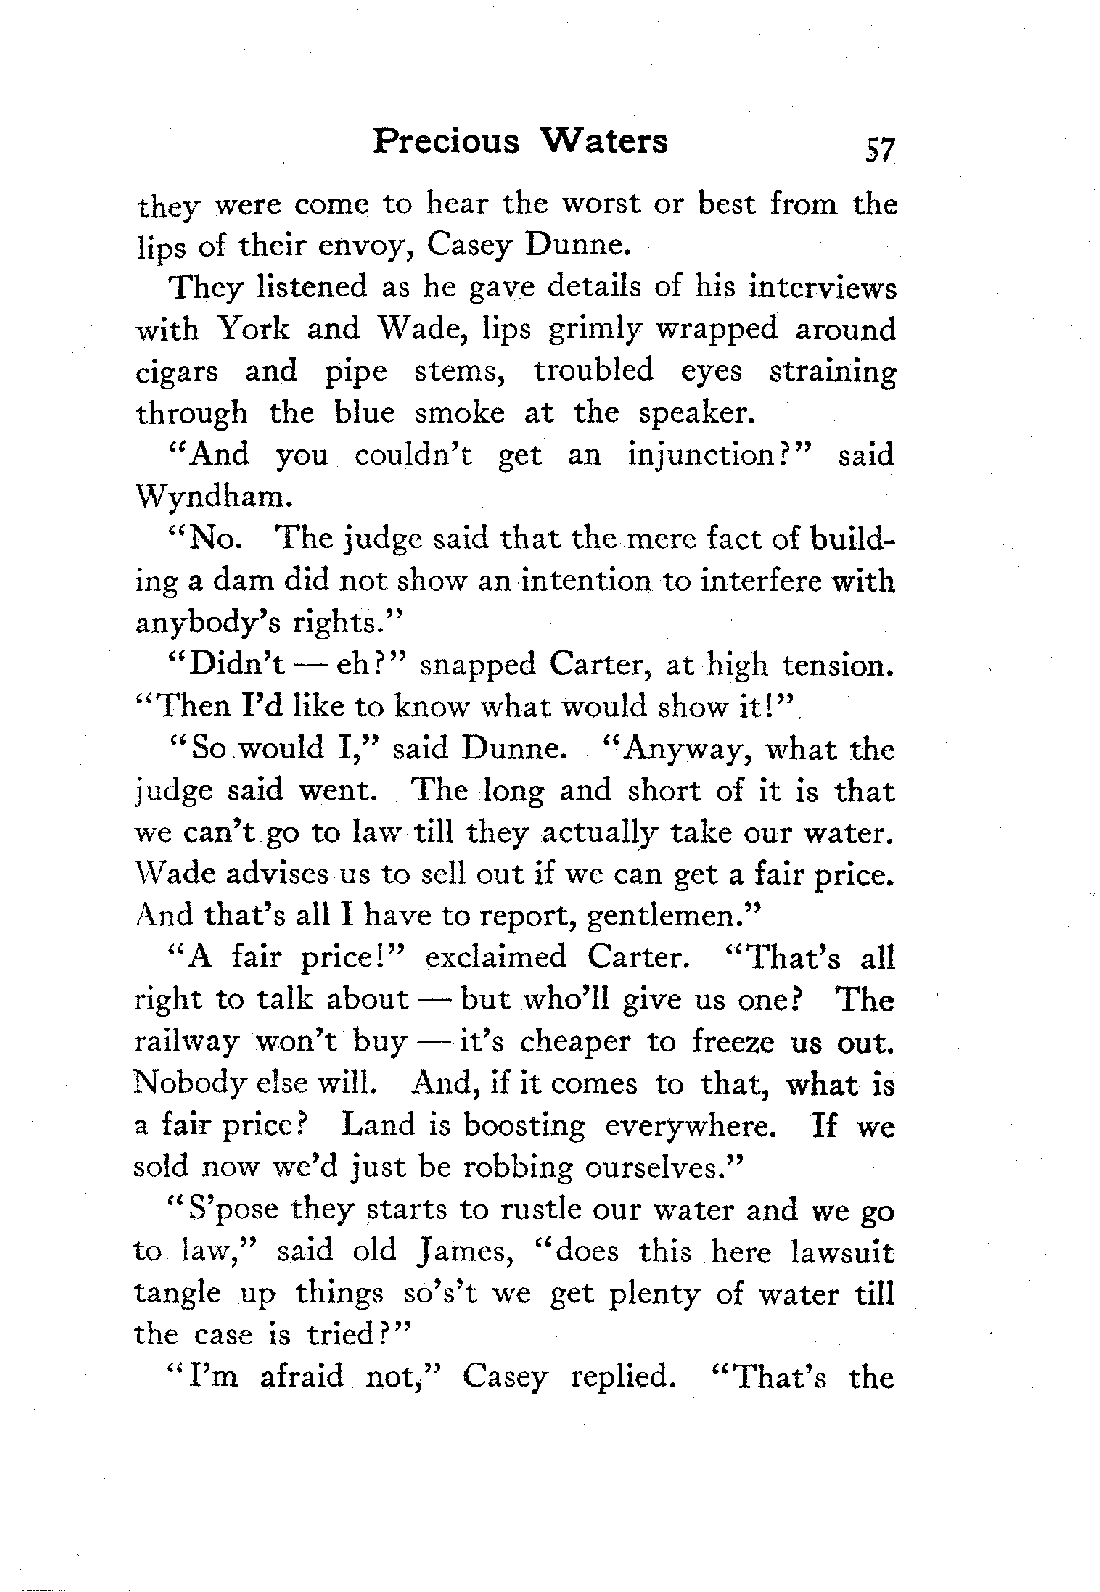 Precious Waters 57
they were come to hear the worst or best from the
lips of their envoy, Casey Dunne.
They listened as he gave details of his interviews
with York and Wade, lips grimly wrapped around
cigars and pipe stems, troubled eyes straining
through the blue smoke at the speaker.
"And you couldn't get an injunction?" said
Wyndham.
"No. The judge said that the mere fact of build-
ing a dam did not show an intention to interfere with
anybody's rights."
"Didn't — eh?" snapped Carter, at high tension.
"Then I'd like to know what would show it!"
"So would I," said Dunne. "Anyway, what the
judge said went. The long and short of it is that
we can't go to law till they actually take our water.
Wade advises us to sell out if we can get a fair price.
And that's all I have to report, gentlemen."
"A fair price!" exclaimed Carter. "That's all
right to talk about — but who'll give us one? The
railway won't buy — it's cheaper to freeze us out.
Nobody else will. And, if it comes to that, what is
a fair price? Land is boosting everywhere. If we
sold now we'd just be robbing ourselves."
"S'pose they starts to rustle our water and we go
to law," said old James, "does this here lawsuit
tangle up things so's't we get plenty of water till
the case is tried?"
"I'm afraid not," Casey replied. "That's the